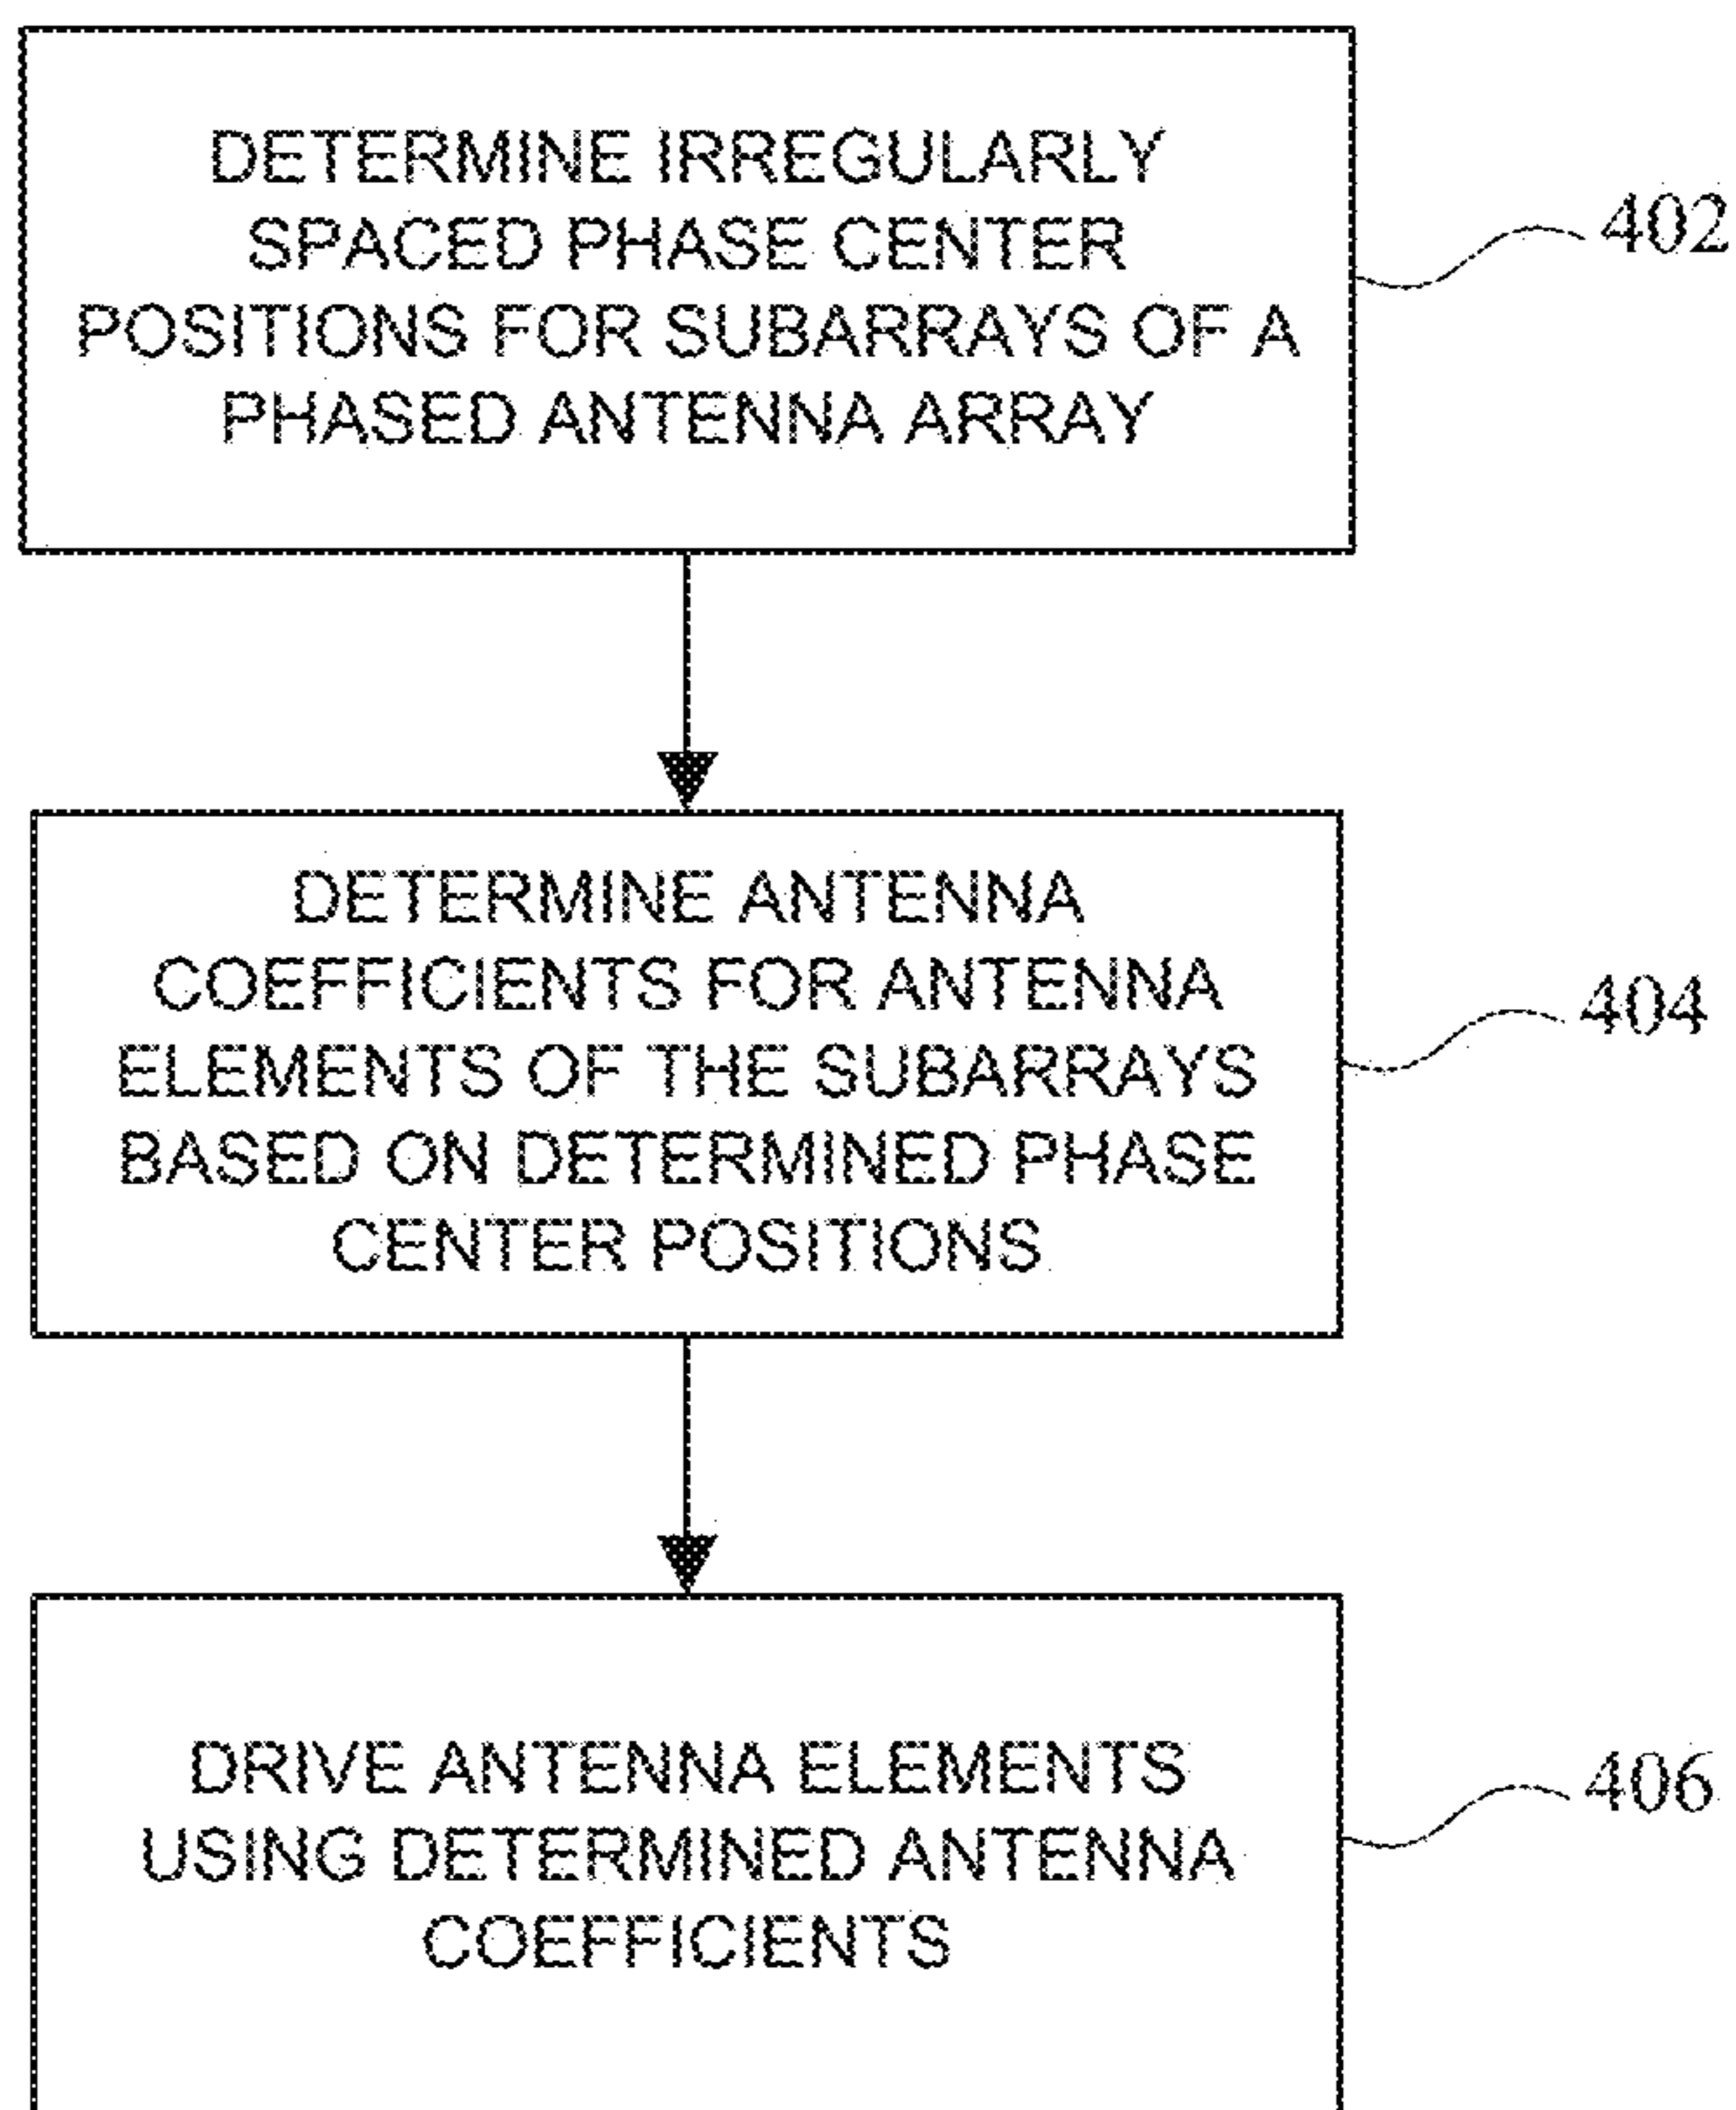 DETERMINE IRREGULARLY
SPACED PHASE CENTER
POSITIONS FOR SUBARRAYS OF A
PHASED ANTENNA ARRAY
402
DETERMINE ANTENNA
COEFFICIENTS FOR ANTENNA
ELEMENTS OF THE SUBARRAYS
BASED ON DETERMINED PHASE
CENTER POSITIONS
404
DRIVE ANTENNA ELEMENTS
USING DETERMINED ANTENNA
COEFFICIENTS
406